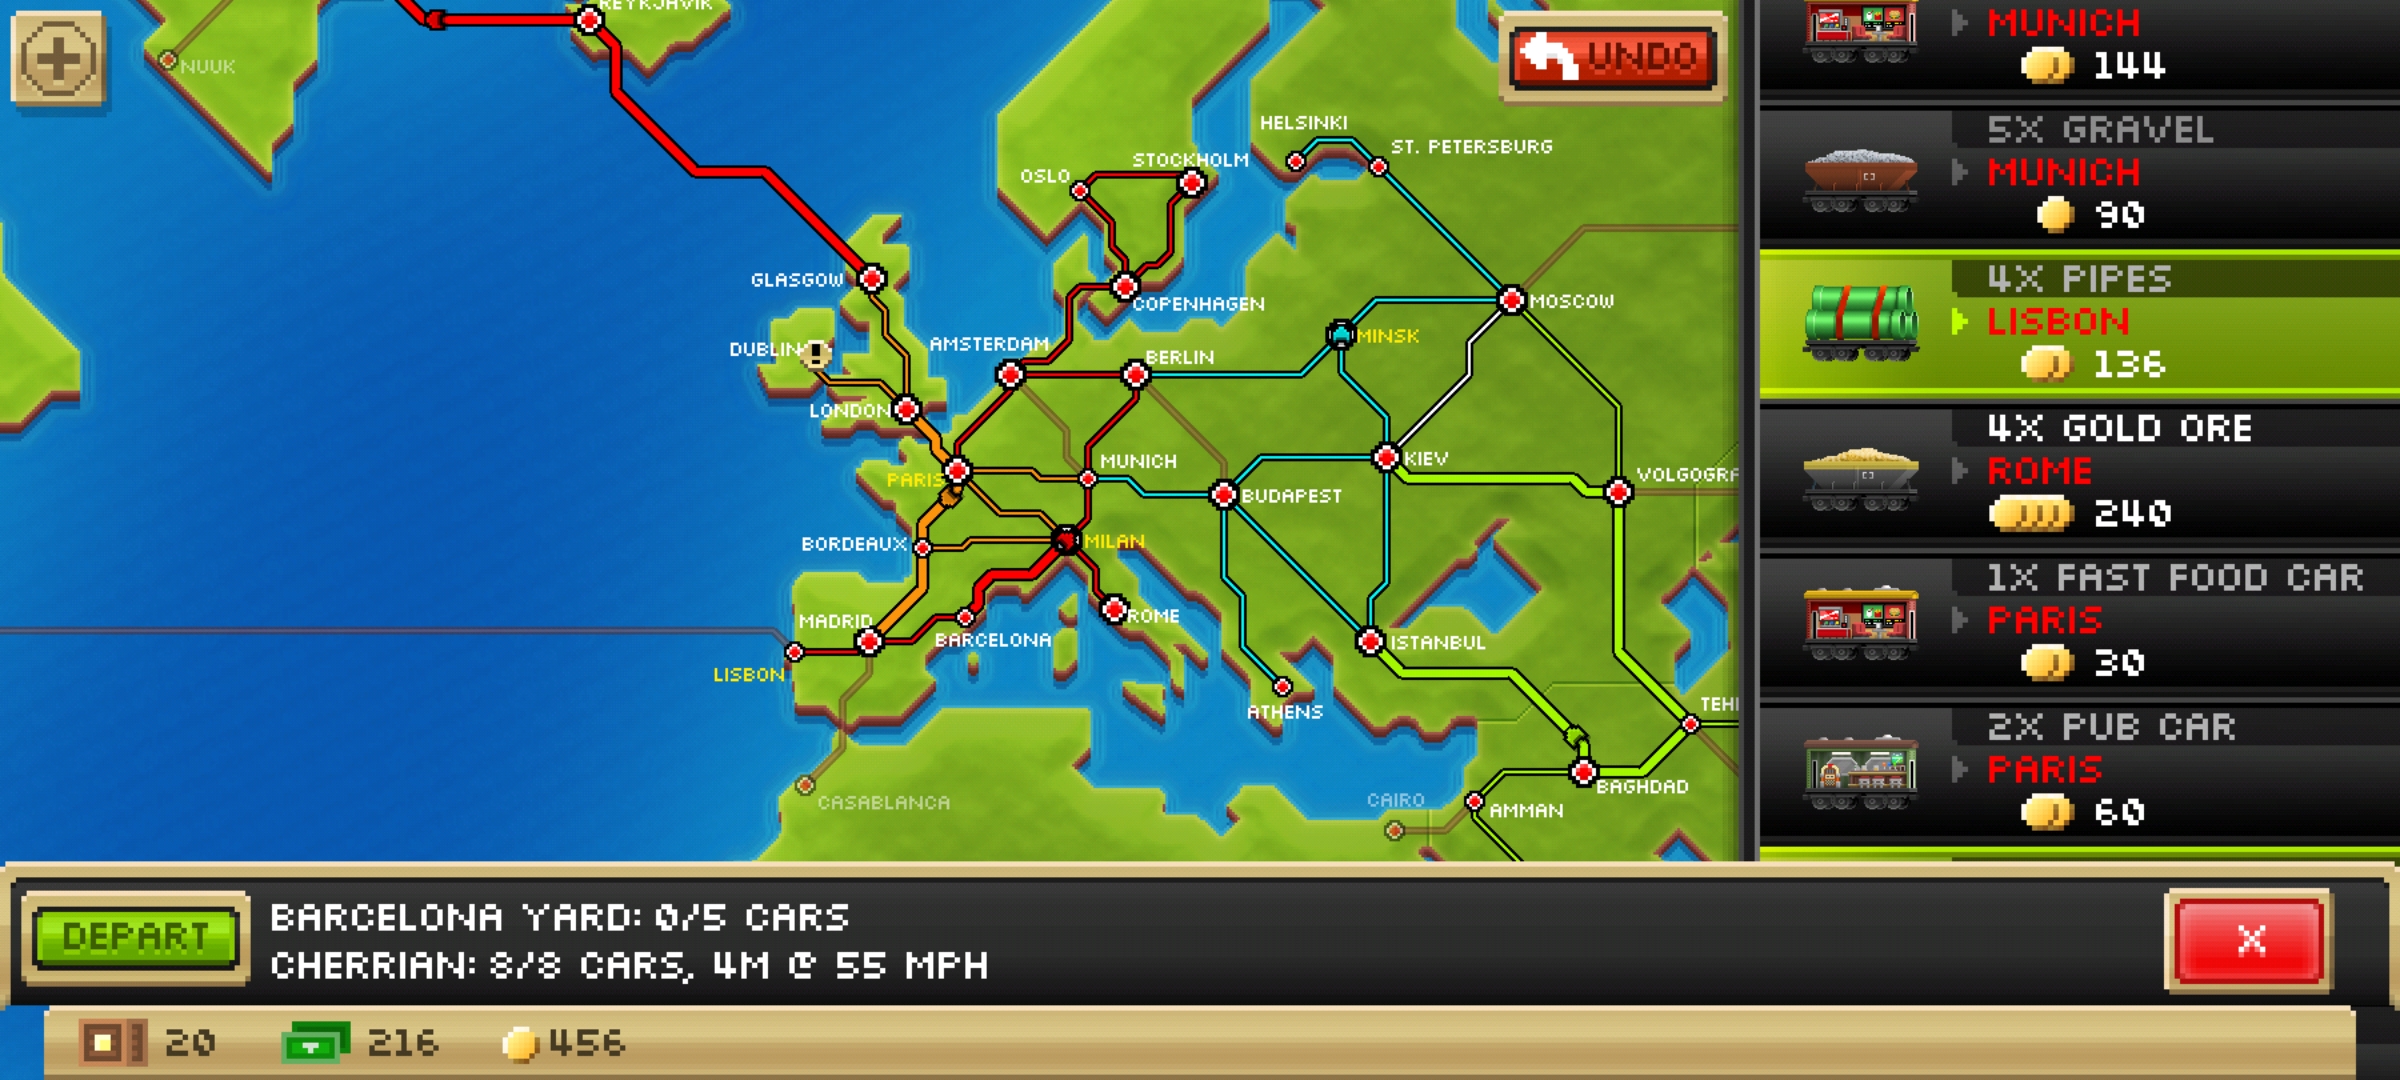 REYKJAVIK
NUUK
UNDO
HELSINKI
ST. PETERSBURG
STOCKHOLM
OSLO
GLASGOW
COPENHAGEN
MOSCOW
MINSK
DUBLIN
AMSTERDAM
BERLIN
LONDON
MUNICH
KIEV
PARIS
BUDAPEST
BORDEAUX
MILAN
MADRID
ROME
BARCELONA
ISTANBUL
LISBON
ATHENS
BAGHDAD
CASABLANCA
CAIRO
AMMAN
MUNICH
144
5X GRAVEL
MUNICH
90
4X PIPES
LISBON
136
4X GOLD ORE
ROME
240
1X FAST FOOD CAR
PARIS
30
2X PUB CAR
PARIS
60
VOLGOGRA
TEH
DEPART
BARCELONA YARD: 0/5 CARS
CHERRIAN: 8/8 CARS, 4M @ 55 MPH
X
20
216
456